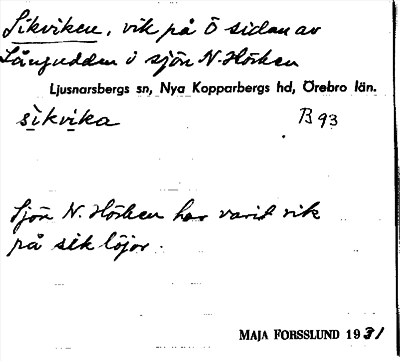 Sikviken, vik på Ö sidan av
Långudden i sjön N. Hörken
Ljusnarsbergs sn, Nya Kopparbergs hd, Örebro län.
sikvika B 93
Sjön N. Hörken har varit rik
på sik löjor.
MAJA FORSSLUND 1931